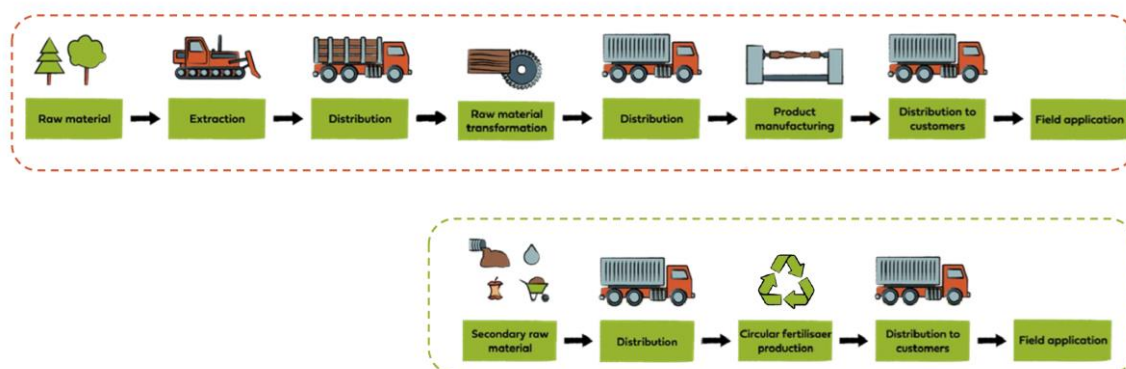 Raw material
Extraction
Distribution
Raw material
transformation
Distribution
Product
manufacturing
Distribution to
customers
Field application
Secondary raw
material
Distribution
Circular fertilisaer
production
Distribution to
customers
Field application